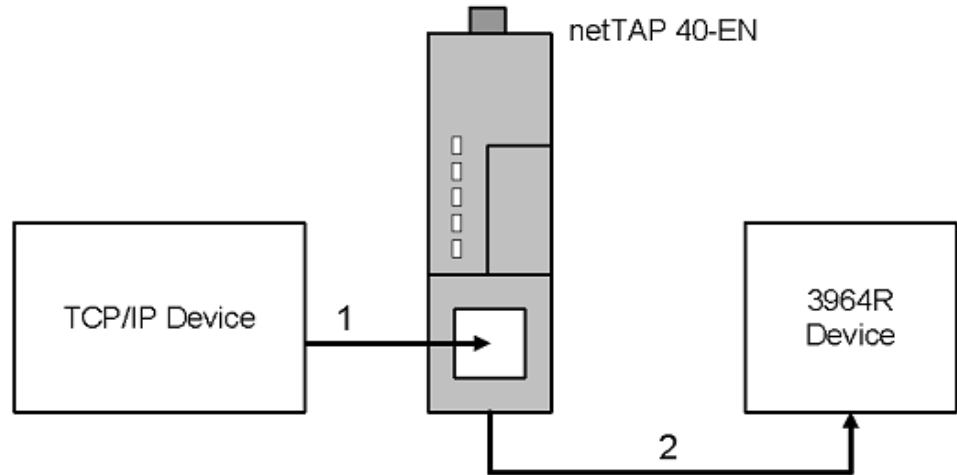 netTAP 40-EN
TCP/IP Device
1
3964R
Device
2